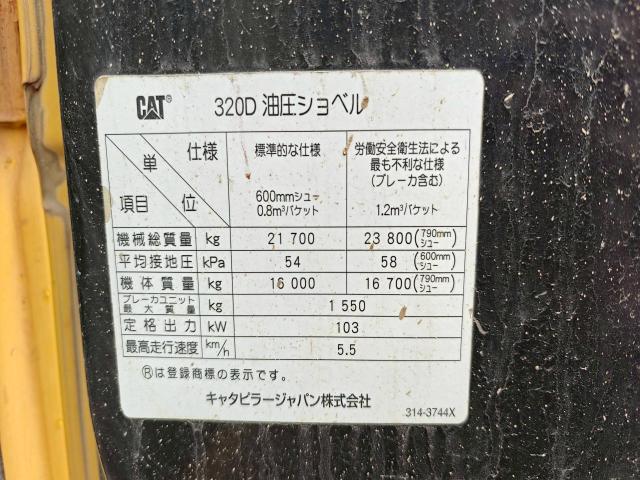 CAT® 320D 油圧ショベル
仕様
単
項目 位
標準的な仕様
600mmシュー
0.8m³バケット
労働安全衛生法による
最も不利な仕様
(ブレーカ含む)
1.2m³バケット
機械総質量 kg 21 700 23 800 (790mmシュー)
平均接地圧 kPa 54 58 (600mmシュー)
機体質量 kg 16 000 16 700 (790mmシュー)
ブレーカユニット最大質量 kg 1 550
定格出力 kW 103
最高走行速度 km/h 5.5
Ⓡは登録商標の表示です。
キャタピラージャパン株式会社
314-3744X